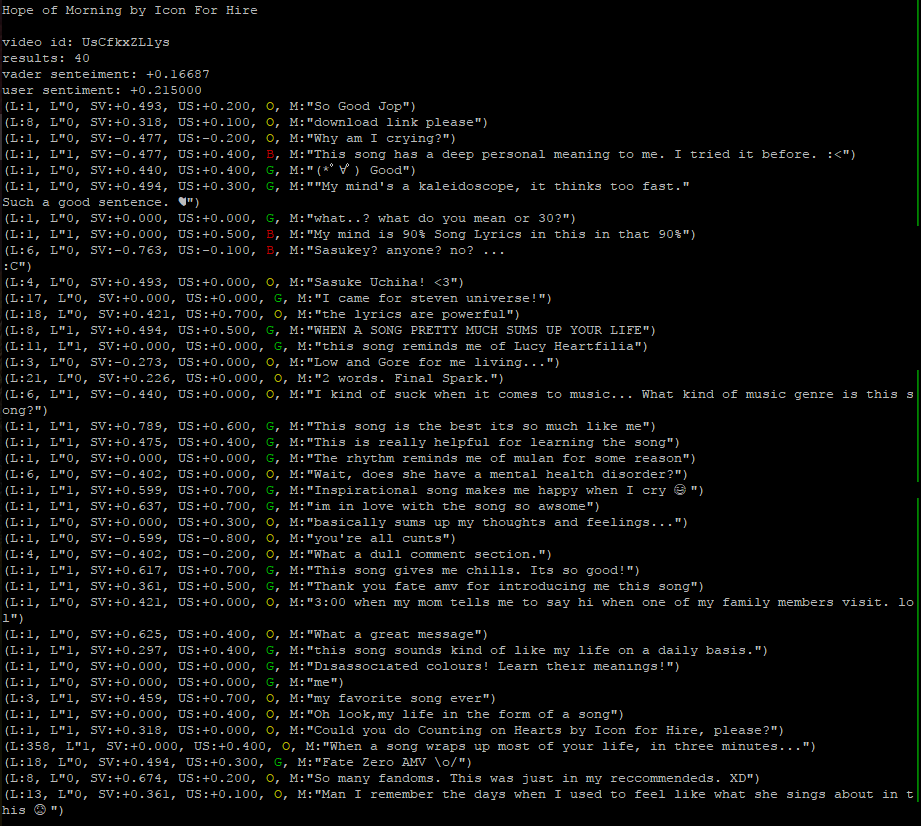 Hope of Morning by Icon For Hire
video id: UsCfkxZLlys
results: 40
vader senteiment: +0.16687
user sentiment: +0.215000
(L:1, L"0, SV:+0.493, US:+0.200, O, M:"So Good Jop")
(L:8, L"0, SV:+0.318, US:+0.100, O, M:"download link please")
(L:1, L"0, SV:-0.477, US:-0.200, O, M:"Why am I crying?")
(L:1, L"1, SV:-0.477, US:+0.400, B, M:"This song has a deep personal meaning to me. I tried it before. :<")
(L:1, L"0, SV:+0.440, US:+0.400, G, M:"(*ﾟ∀ﾟ) Good")
(L:1, L"0, SV:+0.494, US:+0.300, G, M:""My mind's a kaleidoscope, it thinks too fast."
Such a good sentence. ♥")
(L:1, L"0, SV:+0.000, US:+0.000, G, M:"what..? what do you mean or 30?")
(L:1, L"1, SV:+0.000, US:+0.500, B, M:"My mind is 90% Song Lyrics in this in that 90%")
(L:6, L"0, SV:-0.763, US:-0.100, B, M:"Sasukey? anyone? no? ...
:C")
(L:4, L"0, SV:+0.493, US:+0.000, O, M:"Sasuke Uchiha! <3")
(L:17, L"0, SV:+0.000, US:+0.000, G, M:"I came for steven universe!")
(L:18, L"0, SV:+0.421, US:+0.700, O, M:"the lyrics are powerful")
(L:8, L"1, SV:+0.494, US:+0.500, G, M:"WHEN A SONG PRETTY MUCH SUMS UP YOUR LIFE")
(L:11, L"1, SV:+0.000, US:+0.000, G, M:"this song reminds me of Lucy Heartfilia")
(L:3, L"0, SV:-0.273, US:+0.000, O, M:"Low and Gore for me living...")
(L:21, L"0, SV:+0.226, US:+0.000, O, M:"2 words. Final Spark.")
(L:6, L"1, SV:-0.440, US:+0.000, O, M:"I kind of suck when it comes to music... What kind of music genre is this s
ong?")
(L:1, L"1, SV:+0.789, US:+0.600, G, M:"This song is the best its so much like me")
(L:1, L"1, SV:+0.475, US:+0.400, G, M:"This is really helpful for learning the song")
(L:1, L"0, SV:+0.000, US:+0.000, G, M:"The rhythm reminds me of mulan for some reason")
(L:6, L"0, SV:-0.402, US:+0.000, O, M:"Wait, does she have a mental health disorder?")
(L:1, L"1, SV:+0.599, US:+0.700, G, M:"Inspirational song makes me happy when I cry 😂")
(L:1, L"1, SV:+0.637, US:+0.700, G, M:"im in love with the song so awsome")
(L:1, L"0, SV:+0.000, US:+0.300, O, M:"basically sums up my thoughts and feelings...")
(L:1, L"0, SV:-0.599, US:-0.800, O, M:"you're all cunts")
(L:4, L"0, SV:-0.402, US:-0.200, O, M:"What a dull comment section.")
(L:1, L"1, SV:+0.617, US:+0.700, G, M:"This song gives me chills. Its so good!")
(L:1, L"1, SV:+0.361, US:+0.500, G, M:"Thank you fate amv for introducing me this song")
(L:1, L"0, SV:+0.421, US:+0.000, O, M:"3:00 when my mom tells me to say hi when one of my family members visit. lo
l")
(L:1, L"0, SV:+0.625, US:+0.400, O, M:"What a great message")
(L:1, L"1, SV:+0.297, US:+0.400, G, M:"this song sounds kind of like my life on a daily basis.")
(L:1, L"0, SV:+0.000, US:+0.000, G, M:"Disassociated colours! Learn their meanings!")
(L:1, L"0, SV:+0.000, US:+0.000, G, M:"me")
(L:3, L"1, SV:+0.459, US:+0.700, O, M:"my favorite song ever")
(L:1, L"1, SV:+0.000, US:+0.400, O, M:"Oh look,my life in the form of a song")
(L:1, L"1, SV:+0.318, US:+0.000, O, M:"Could you do Counting on Hearts by Icon for Hire, please?")
(L:358, L"1, SV:+0.000, US:+0.400, O, M:"When a song wraps up most of your life, in three minutes...")
(L:18, L"0, SV:+0.494, US:+0.300, G, M:"Fate Zero AMV \o/")
(L:8, L"0, SV:+0.674, US:+0.200, O, M:"So many fandoms. This was just in my reccommendeds. XD")
(L:13, L"0, SV:+0.361, US:+0.100, O, M:"Man I remember the days when I used to feel like what she sings about in t
his 😊")